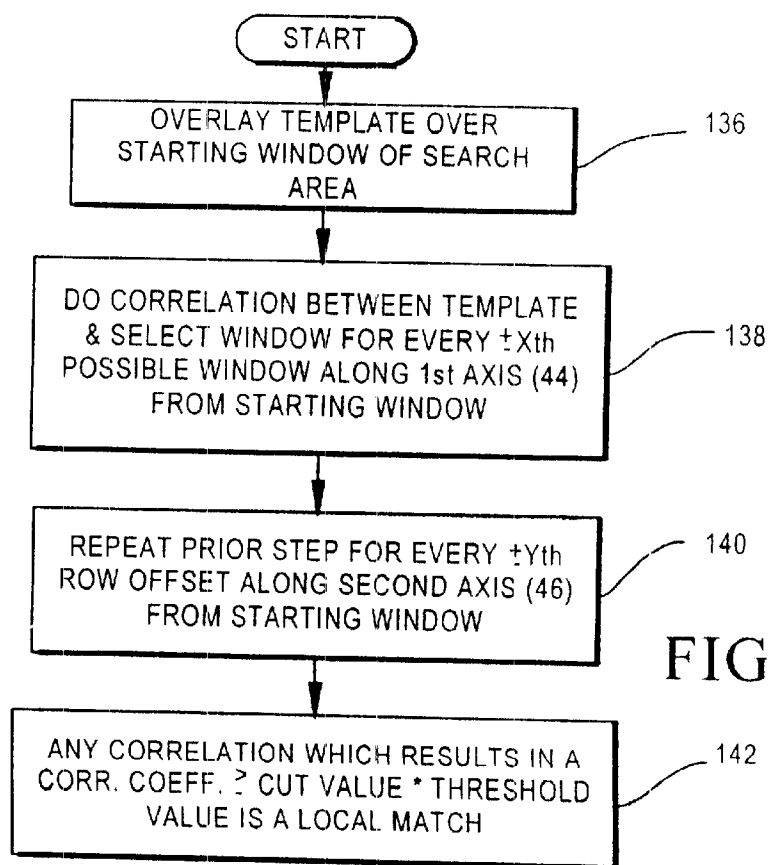 START
OVERLAY TEMPLATE OVER
STARTING WINDOW OF SEARCH
AREA
136
DO CORRELATION BETWEEN TEMPLATE
& SELECT WINDOW FOR EVERY ±Xth
POSSIBLE WINDOW ALONG 1st AXIS (44)
FROM STARTING WINDOW
138
REPEAT PRIOR STEP FOR EVERY ±Yth
ROW OFFSET ALONG SECOND AXIS (46)
FROM STARTING WINDOW
140
FIG
ANY CORRELATION WHICH RESULTS IN A
CORR. COEFF. ≥ CUT VALUE * THRESHOLD
VALUE IS A LOCAL MATCH
142